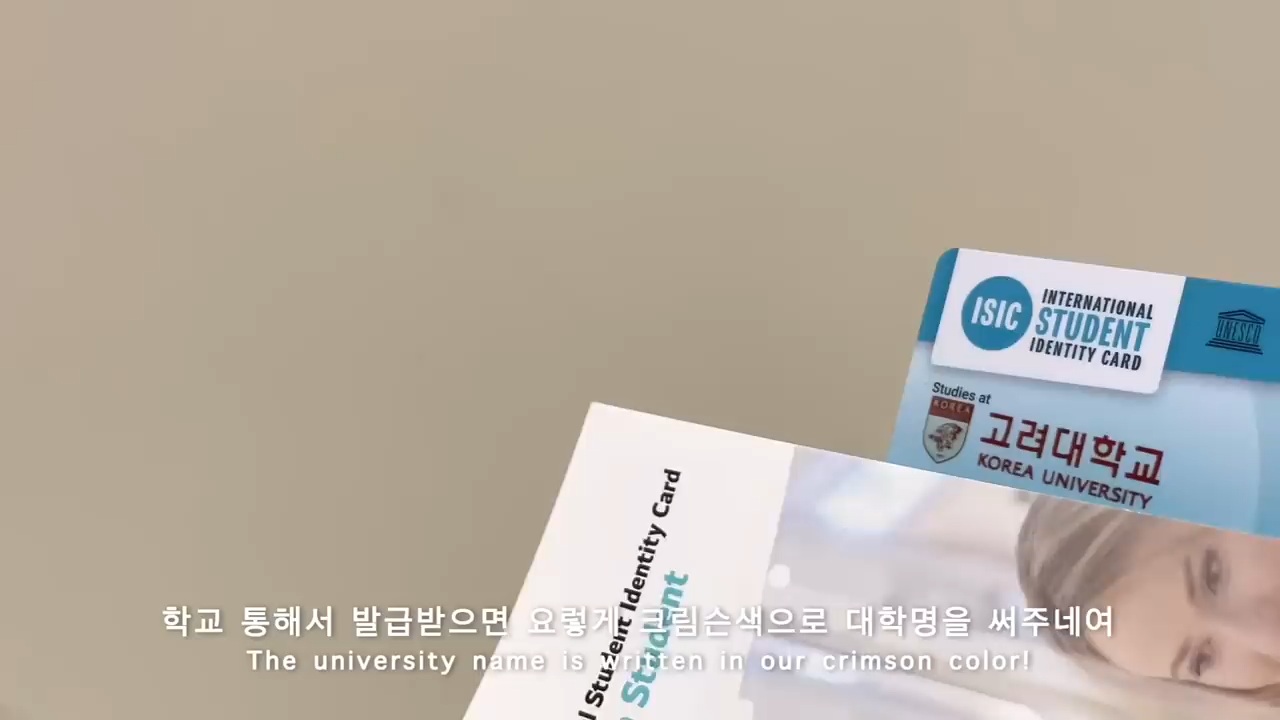 ISIC
INTERNATIONAL
STUDENT
IDENTITY CARD
UNESCO
Studies at
KOREA
고려대학교
KOREA UNIVERSITY
Student Identity Card
Student
학교 통해서 발급받으면 요렇게 크림슨색으로 대학명을 써주네여
The university name is written in our crimson color!